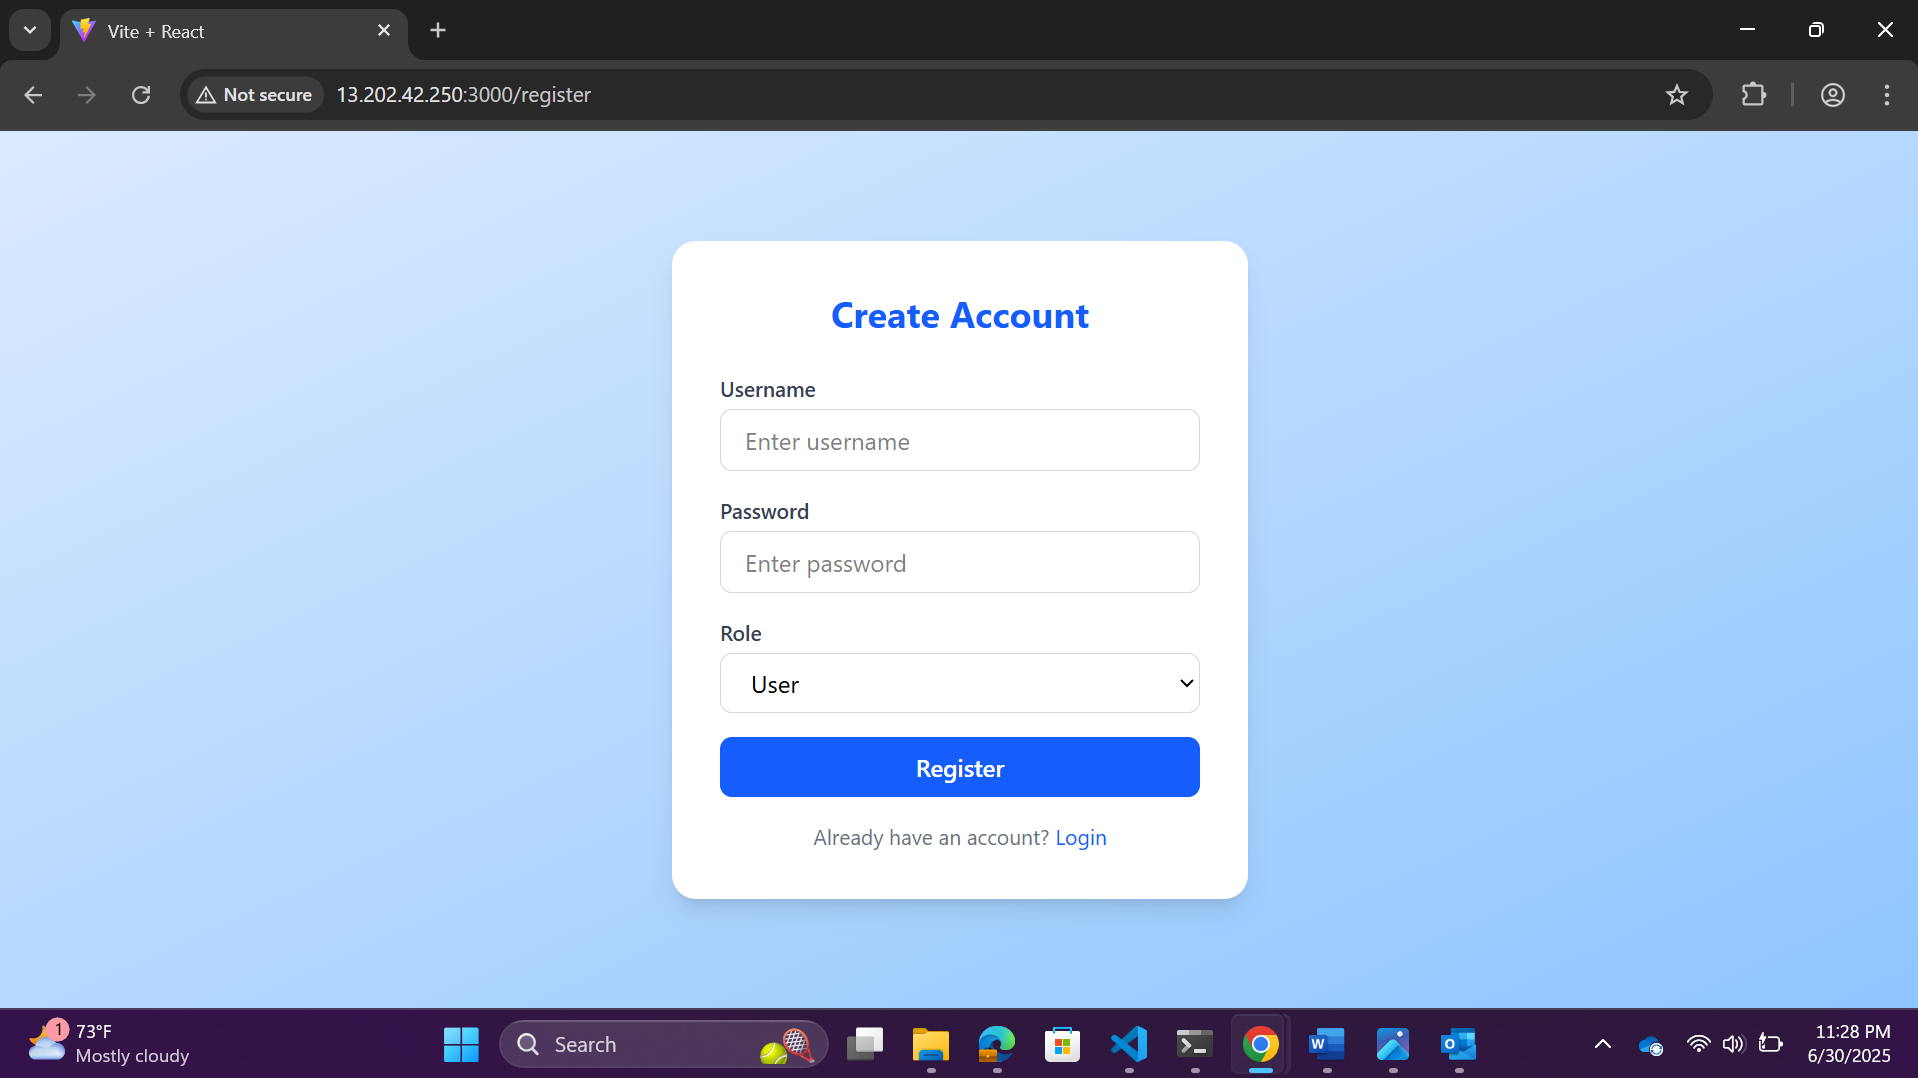 Vite + React
Not secure
13.202.42.250:3000/register
Create Account
Username
Enter username
Password
Enter password
Role
User
Register
Already have an account? Login
1
73°F
Mostly cloudy
Search
W
O
11:28 PM
6/30/2025